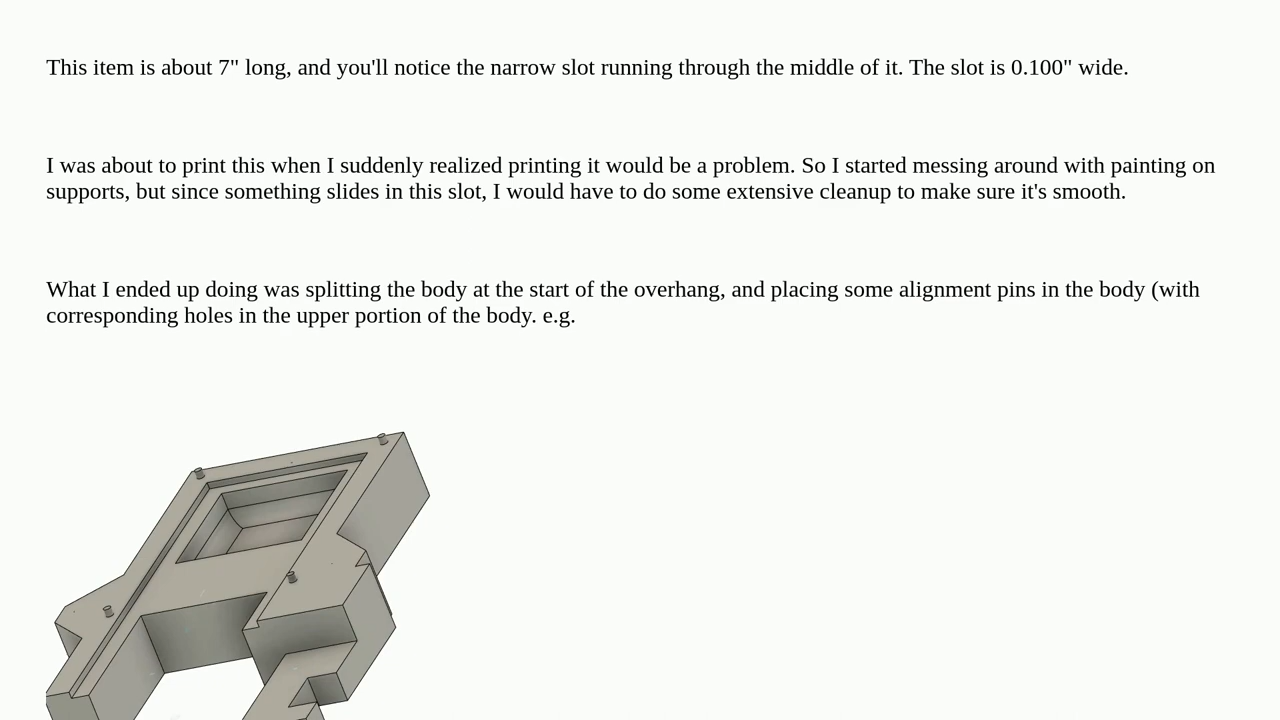 This item is about 7" long, and you'll notice the narrow slot running through the middle of it. The slot is 0.100" wide.
I was about to print this when I suddenly realized printing it would be a problem. So I started messing around with painting on
supports, but since something slides in this slot, I would have to do some extensive cleanup to make sure it's smooth.
What I ended up doing was splitting the body at the start of the overhang, and placing some alignment pins in the body (with
corresponding holes in the upper portion of the body. e.g.